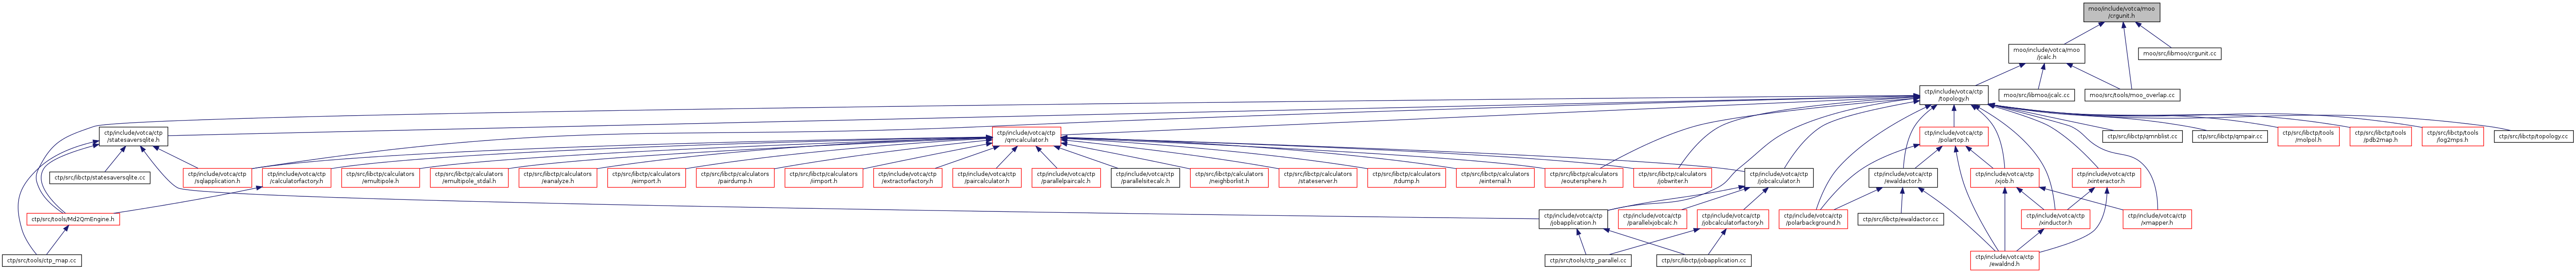 moo/include/votca/moo
/crgunit.h
moo/include/votca/moo
/jcalc.h
moo/src/libmoo/crgunit.cc
ctp/include/votca/ctp
/topology.h
moo/src/libmoo/jcalc.cc
moo/src/tools/moo_overlap.cc
ctp/include/votca/ctp
/statesaversqlite.h
ctp/include/votca/ctp
/qmcalculator.h
ctp/include/votca/ctp
/polartop.h
ctp/src/libctp/qmnblist.cc
ctp/src/libctp/qmpair.cc
ctp/src/libctp/tools
/molpol.h
ctp/src/libctp/tools
/pdb2map.h
ctp/src/libctp/tools
/log2mps.h
ctp/src/libctp/topology.cc
ctp/src/libctp/statesaversqlite.cc
ctp/include/votca/ctp
/sqlapplication.h
ctp/include/votca/ctp
/calculatorfactory.h
ctp/src/libctp/calculators
/emultipole.h
ctp/src/libctp/calculators
/emultipole_stdal.h
ctp/src/libctp/calculators
/eanalyze.h
ctp/src/libctp/calculators
/eimport.h
ctp/src/libctp/calculators
/pairdump.h
ctp/src/libctp/calculators
/iimport.h
ctp/include/votca/ctp
/extractorfactory.h
ctp/include/votca/ctp
/paircalculator.h
ctp/include/votca/ctp
/parallelpaircalc.h
ctp/include/votca/ctp
/parallelsitecalc.h
ctp/src/libctp/calculators
/neighborlist.h
ctp/src/libctp/calculators
/stateserver.h
ctp/src/libctp/calculators
/tdump.h
ctp/src/libctp/calculators
/einternal.h
ctp/src/libctp/calculators
/eoutersphere.h
ctp/src/libctp/calculators
/jobwriter.h
ctp/include/votca/ctp
/jobcalculator.h
ctp/include/votca/ctp
/ewaldactor.h
ctp/include/votca/ctp
/xjob.h
ctp/include/votca/ctp
/xinteractor.h
ctp/src/tools/Md2QmEngine.h
ctp/include/votca/ctp
/jobapplication.h
ctp/include/votca/ctp
/parallelxjobcalc.h
ctp/include/votca/ctp
/jobcalculatorfactory.h
ctp/include/votca/ctp
/polarbackground.h
ctp/src/libctp/ewaldactor.cc
ctp/include/votca/ctp
/xinductor.h
ctp/include/votca/ctp
/xmapper.h
ctp/src/tools/ctp_map.cc
ctp/src/tools/ctp_parallel.cc
ctp/src/libctp/jobapplication.cc
ctp/include/votca/ctp
/ewaldnd.h